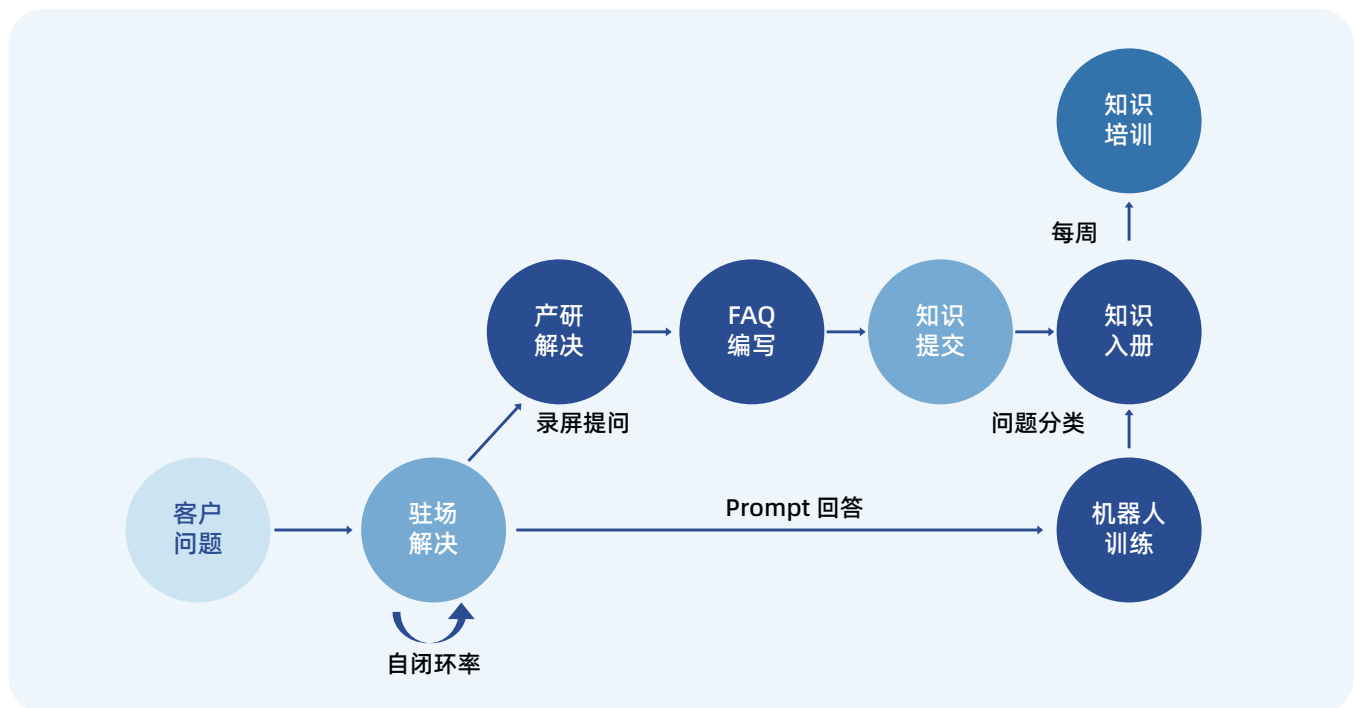 知识
培训
每周
产研
解决
FAQ
编写
知识
提交
知识
入册
录屏提问
问题分类
客户
问题
驻场
解决
Prompt 回答
机器人
训练
自闭环率